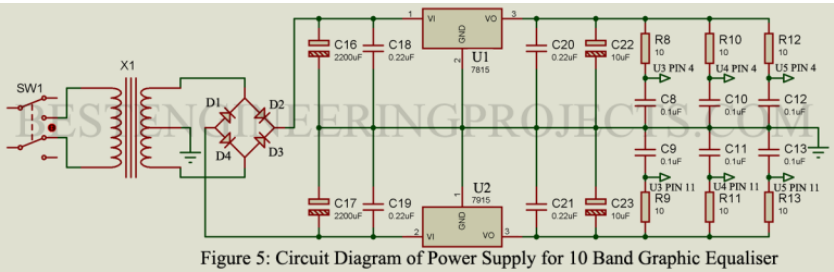 1 VI VO 3
GND
2
U1
7815
C16
2200uF
C18
0.22uF
C20
0.22uF
C22
10uF
R8
10
R10
10
R12
10
U3 PIN 4
U4 PIN 4
U5 PIN 4
X1
SW1
D1
D2
D4
D3
C8
0.1uF
C10
0.1uF
C12
0.1uF
BESTENGINEERINGPROJECTS.COM
C9
0.1uF
C11
0.1uF
C13
0.1uF
U3 PIN 11
U4 PIN 11
U5 PIN 11
R9
10
R11
10
R13
10
C17
2200uF
C19
0.22uF
U2
7915
1
GND
2 VI VO 3
C21
0.22uF
C23
10uF
Figure 5: Circuit Diagram of Power Supply for 10 Band Graphic Equaliser